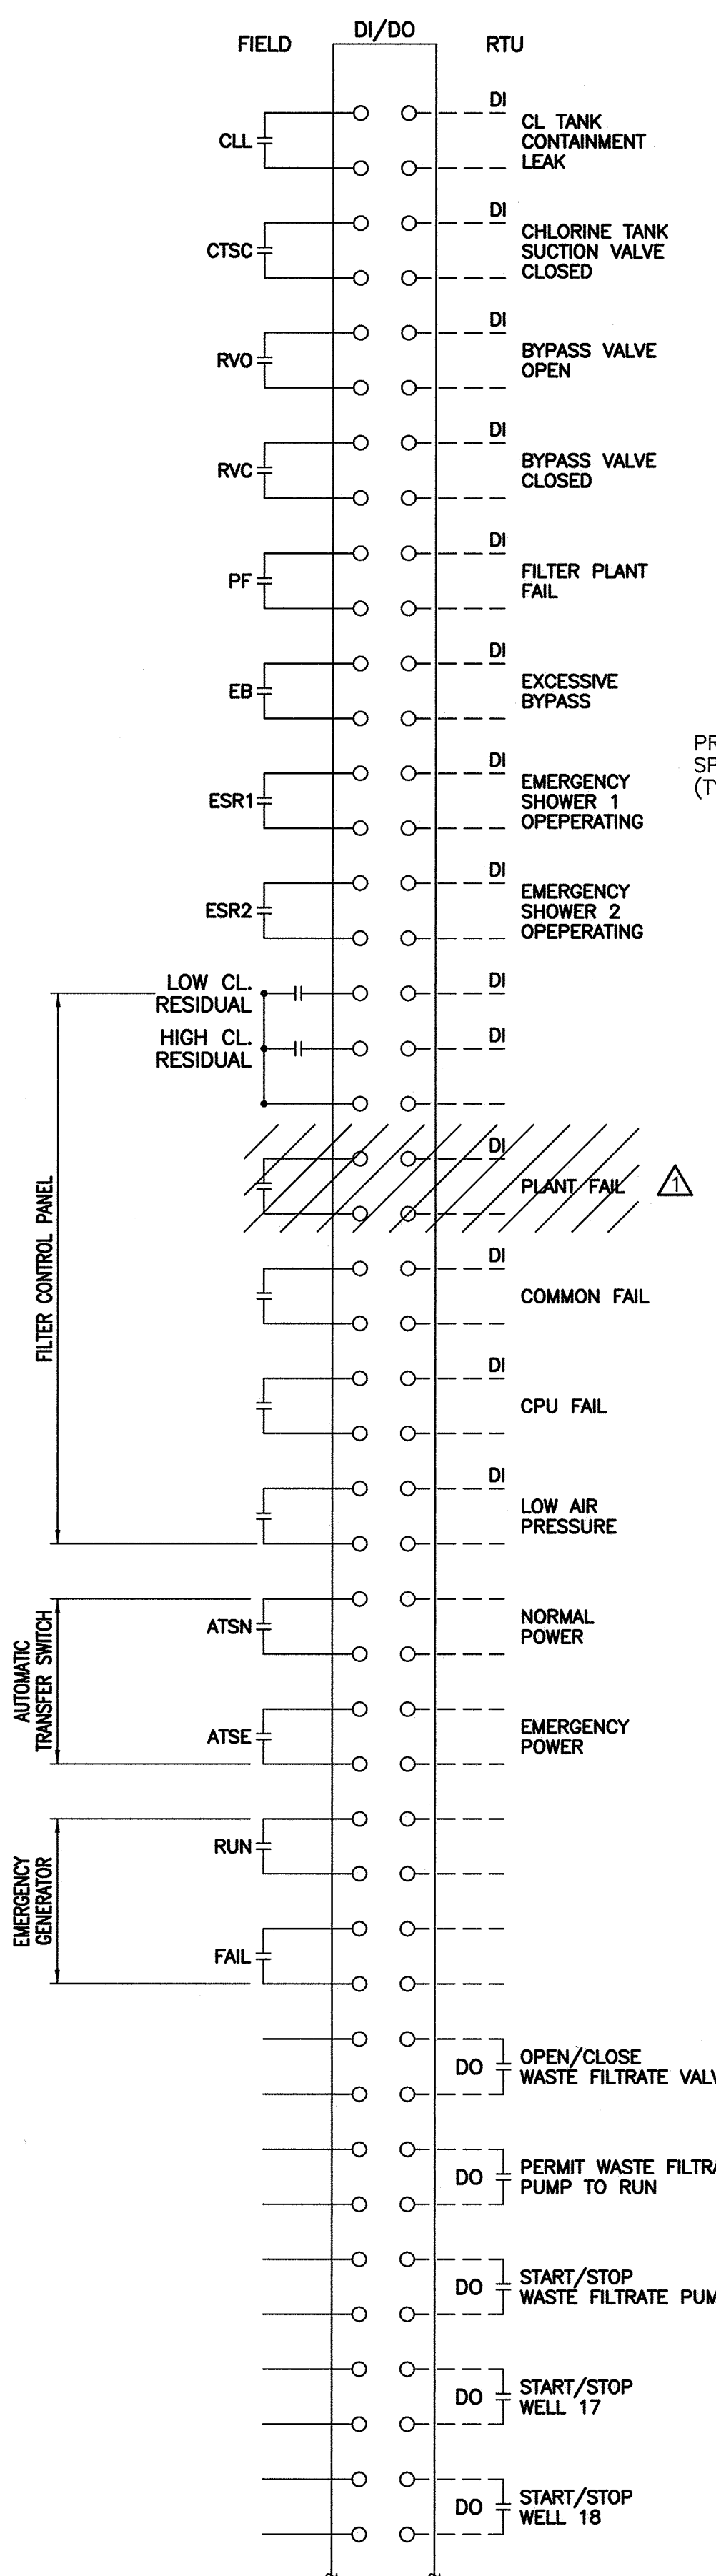 DI/DO
FIELD
RTU
DI
CLL
CL TANK
CONTAINMENT
LEAK
DI
CTSC
CHLORINE TANK
SUCTION VALVE
CLOSED
DI
RVO
BYPASS VALVE
OPEN
DI
RVC
BYPASS VALVE
CLOSED
DI
PF
FILTER PLANT
FAIL
DI
EB
EXCESSIVE
BYPASS
DI
ESR1
EMERGENCY
SHOWER 1
OPEPERATING
DI
ESR2
EMERGENCY
SHOWER 2
OPEPERATING
LOW CL.
RESIDUAL
DI
HIGH CL.
RESIDUAL
DI
FILTER CONTROL PANEL
DI
PLANT FAIL
1
DI
COMMON FAIL
DI
CPU FAIL
DI
LOW AIR
PRESSURE
AUTOMATIC
TRANSFER SWITCH
ATSN
NORMAL
POWER
ATSE
EMERGENCY
POWER
EMERGENCY
GENERATOR
RUN
FAIL
DO
OPEN/CLOSE
WASTE FILTRATE
DO
PERMIT WASTE
PUMP TO RUN
DO
START/STOP
WASTE FILTRATE
DO
START/STOP
WELL 17
DO
START/STOP
WELL 18